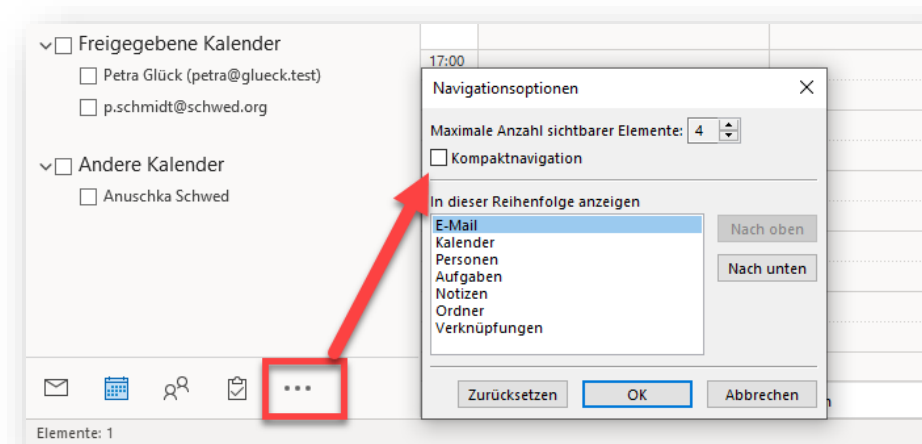 Freigegebene Kalender
Petra Glück (petra@glueck.test)
p.schmidt@schwed.org
Andere Kalender
Anuschka Schwed
Elemente: 1
17:00
Navigationsoptionen
Maximale Anzahl sichtbarer Elemente: 4
Kompaktnavigation
In dieser Reihenfolge anzeigen
E-Mail
Kalender
Personen
Aufgaben
Notizen
Ordner
Verknüpfungen
Nach oben
Nach unten
Zurücksetzen OK Abbrechen